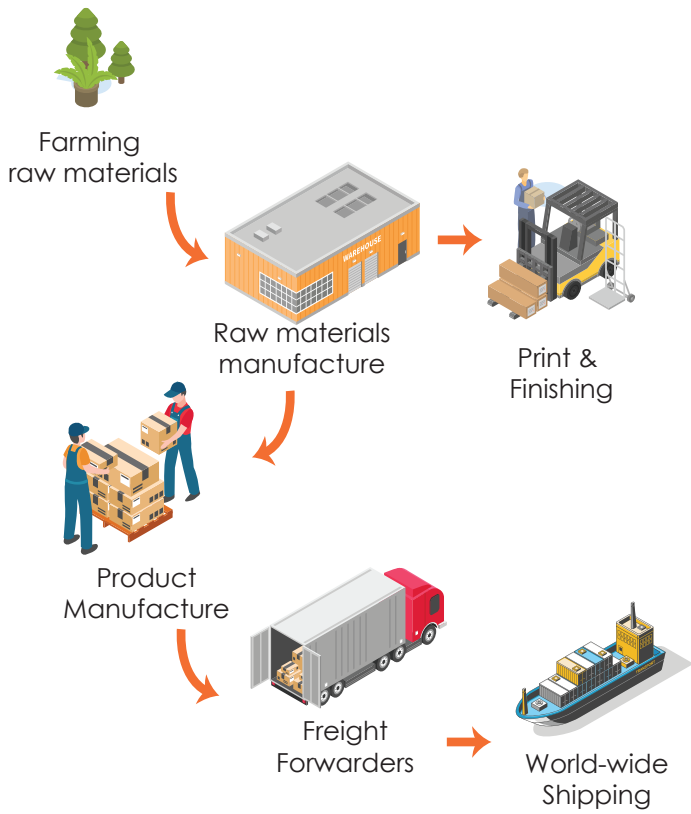 Farming
raw materials
WAREHOUSE
Raw materials
manufacture
Print &
Finishing
Product
Manufacture
Freight
Forwarders
World-wide
Shipping